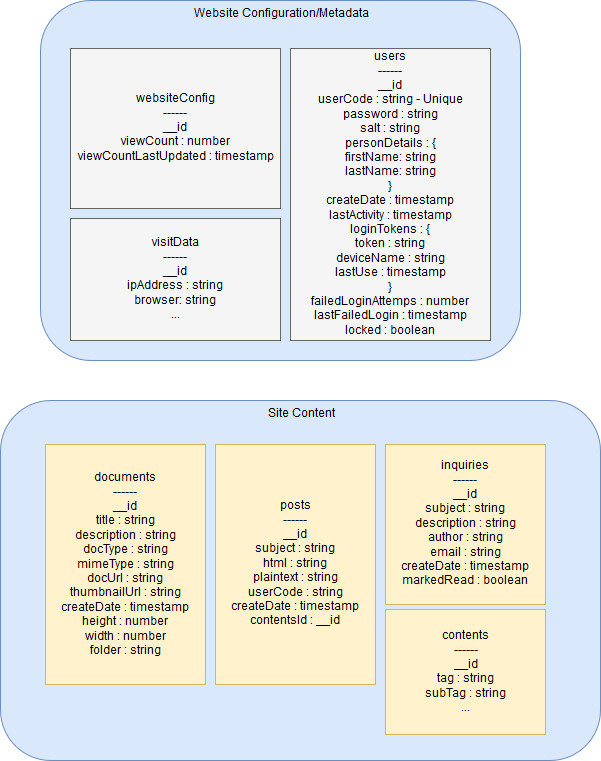 Website Configuration/Metadata
websiteConfig
------
__id
viewCount : number
viewCountLastUpdated : timestamp
visitData
------
__id
ipAddress : string
browser: string
...
users
------
__id
userCode : string - Unique
password : string
salt : string
personDetails : {
firstName: string
lastName: string
}
createDate : timestamp
lastActivity : timestamp
loginTokens : {
token : string
deviceName : string
lastUse : timestamp
}
failedLoginAttemps : number
lastFailedLogin : timestamp
locked : boolean
Site Content
documents
------
__id
title : string
description : string
docType : string
mimeType : string
docUrl : string
thumbnailUrl : string
createDate : timestamp
height : number
width : number
folder : string
posts
------
__id
subject : string
html : string
plaintext : string
userCode : string
createDate : timestamp
contentsId : __id
inquiries
------
__id
subject : string
description : string
author : string
email : string
createDate : timestamp
markedRead : boolean
contents
------
__id
tag : string
subTag : string
...